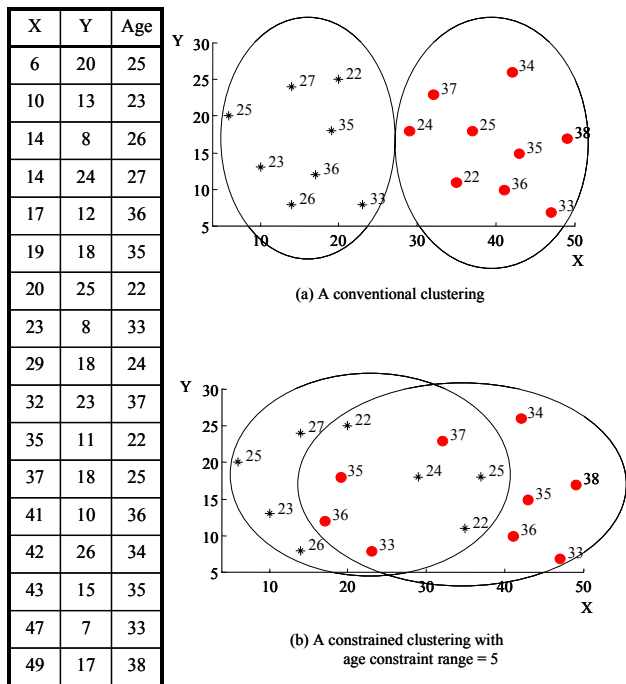 X Y Age
6 20 25
10 13 23
14 8 26
14 24 27
17 12 36
19 18 35
20 25 22
23 8 33
29 18 24
32 23 37
35 11 22
37 18 25
41 10 36
42 26 34
43 15 35
47 7 33
49 17 38
Y
30
25
20
15
10
5
10 20 30 40 50
X
27
22
25
35
23
36
26
33
34
37
24
25
38
35
22
36
33
(a) A conventional clustering
Y
30
25
20
15
10
5
10 20 30 40 50
X
27
22
25
35
23
36
26
33
34
37
24
25
38
35
22
36
33
(b) A constrained clustering with
age constraint range = 5